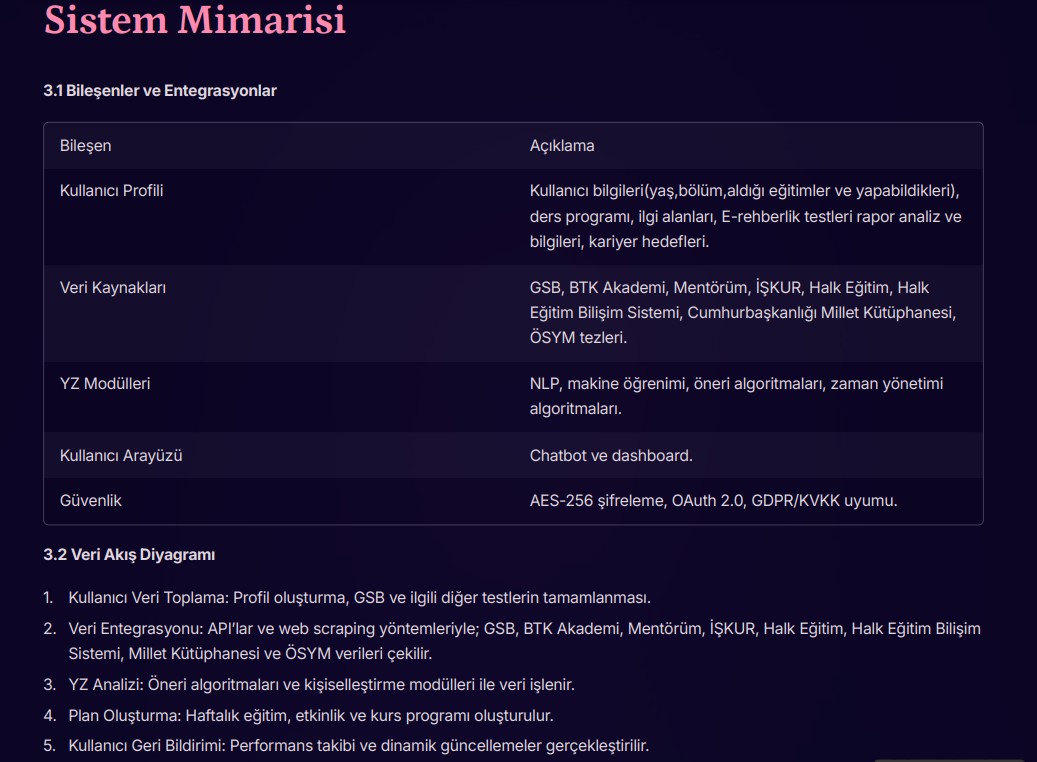 Sistem Mimarisi
3.1 Bileşenler ve Entegrasyonlar
Bileşen
Açıklama
Kullanıcı Profili
Kullanıcı bilgileri(yaş,bölüm,aldığı eğitimler ve yapabildikleri),
ders programı, ilgi alanları, E-rehberlik testleri rapor analiz ve
bilgileri, kariyer hedefleri.
Veri Kaynakları
GSB, BTK Akademi, Mentörüm, İŞKUR, Halk Eğitim, Halk
Eğitim Bilişim Sistemi, Cumhurbaşkanlığı Millet Kütüphanesi,
ÖSYM tezleri.
YZ Modülleri
NLP, makine öğrenimi, öneri algoritmaları, zaman yönetimi
algoritmaları.
Kullanıcı Arayüzü
Chatbot ve dashboard.
Güvenlik
AES-256 şifreleme, OAuth 2.0, GDPR/KVKK uyumu.
3.2 Veri Akış Diyagramı
1. Kullanıcı Veri Toplama: Profil oluşturma, GSB ve ilgili diğer testlerin tamamlanması.
2. Veri Entegrasyonu: API’lar ve web scraping yöntemleriyle; GSB, BTK Akademi, Mentörüm, İŞKUR, Halk Eğitim, Halk Eğitim Bilişim
Sistemi, Millet Kütüphanesi ve ÖSYM verileri çekilir.
3. YZ Analizi: Öneri algoritmaları ve kişiselleştirme modülleri ile veri işlenir.
4. Plan Oluşturma: Haftalık eğitim, etkinlik ve kurs programı oluşturulur.
5. Kullanıcı Geri Bildirimi: Performans takibi ve dinamik güncellemeler gerçekleştirilir.